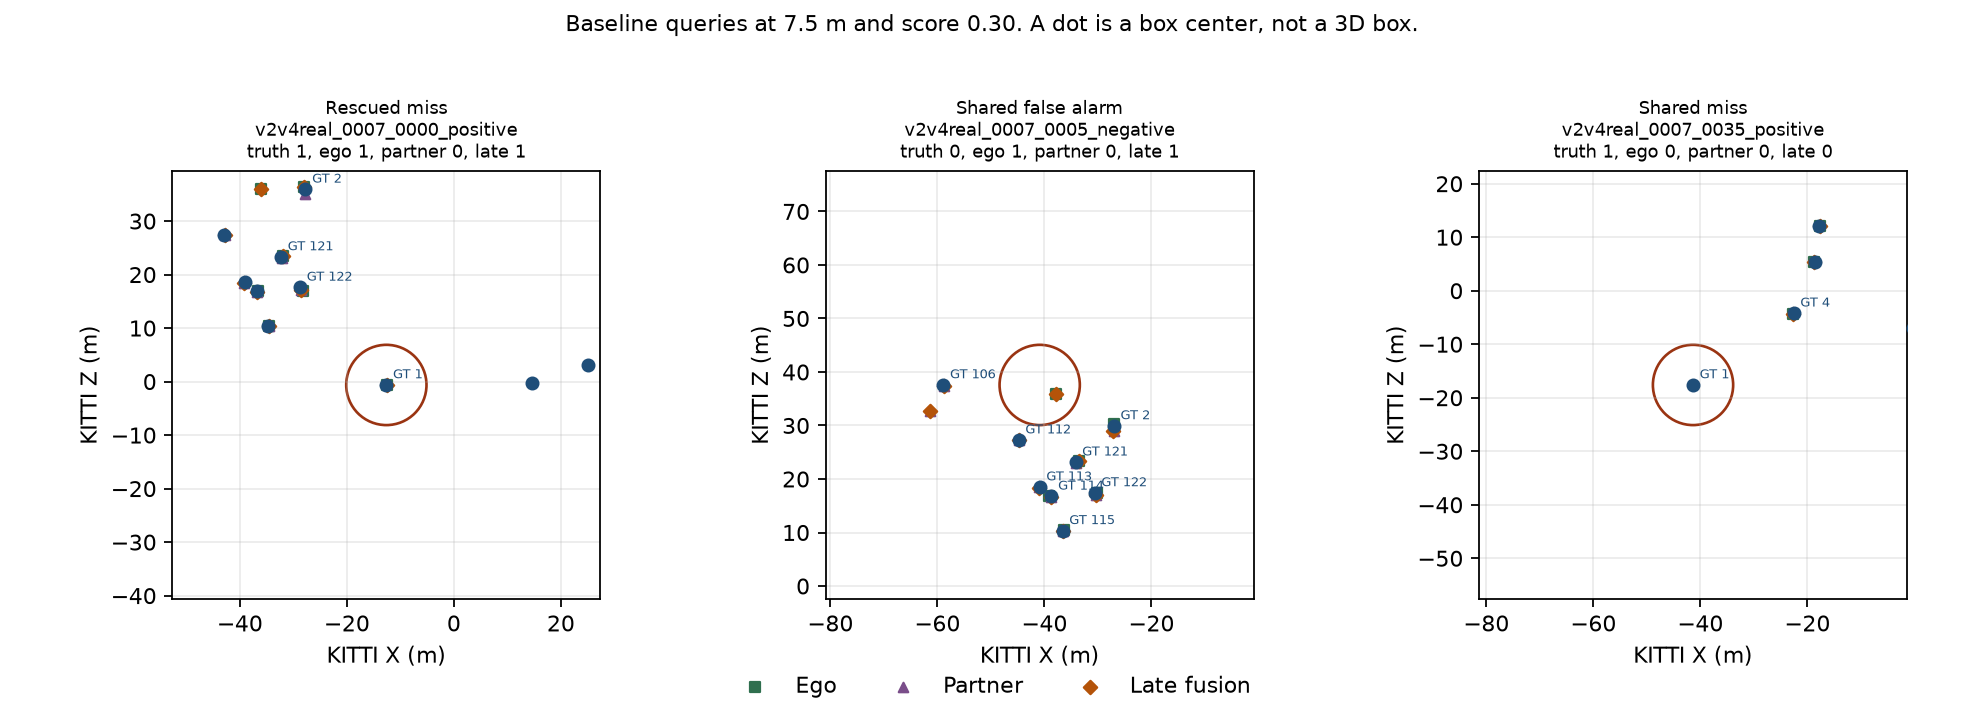 Baseline queries at 7.5 m and score 0.30. A dot is a box center, not a 3D box.
Rescued miss
v2v4real_0007_0000_positive
truth 1, ego 1, partner 0, late 1
GT 2
GT 121
GT 122
GT 1
30
20
10
0
−10
−20
−30
−40
−40
−20
0
20
KITTI Z (m)
KITTI X (m)
Shared false alarm
v2v4real_0007_0005_negative
truth 0, ego 1, partner 0, late 1
GT 106
GT 2
GT 112
GT 121
GT 113
GT 114
GT 122
GT 115
70
60
50
40
30
20
10
0
−80
−60
−40
−20
KITTI Z (m)
KITTI X (m)
Shared miss
v2v4real_0007_0035_positive
truth 1, ego 0, partner 0, late 0
GT 4
GT 1
20
10
0
−10
−20
−30
−40
−50
−80
−60
−40
−20
KITTI Z (m)
KITTI X (m)
Ego
Partner
Late fusion